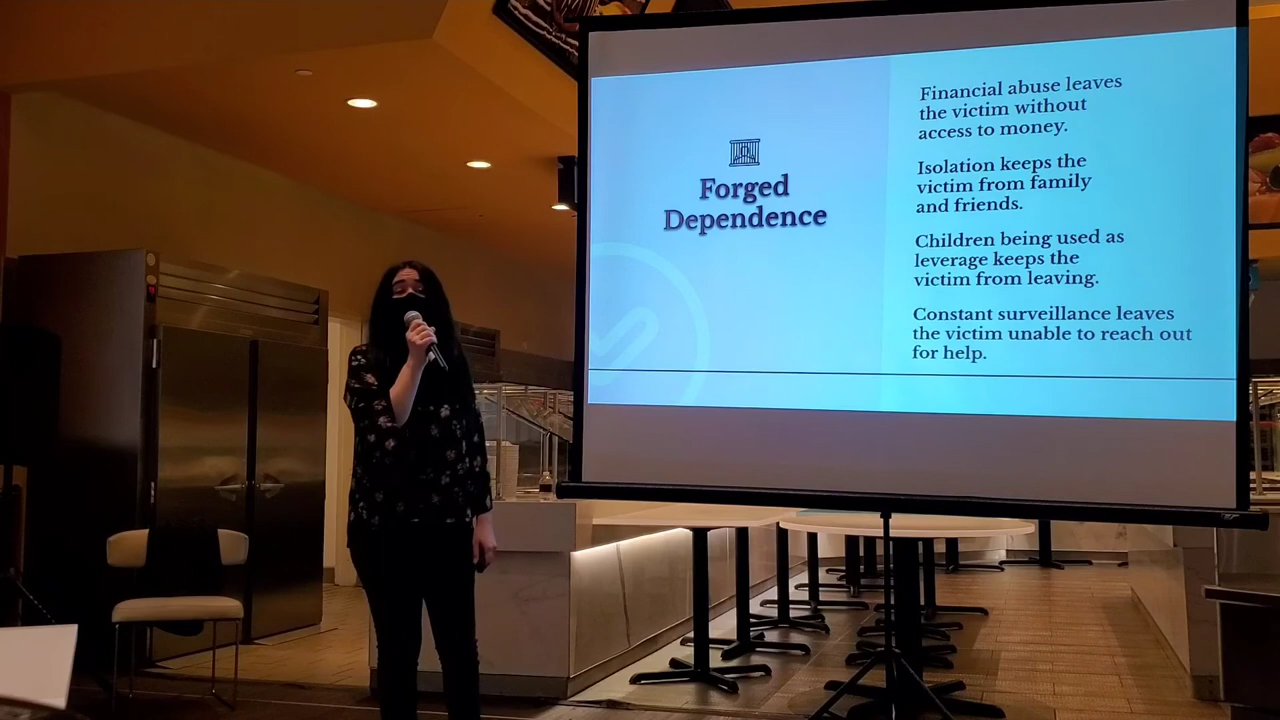 Forged
Dependence
Financial abuse leaves
the victim without
access to money.
Isolation keeps the
victim from family
and friends.
Children being used as
leverage keeps the
victim from leaving.
Constant surveillance leaves
the victim unable to reach out
for help.